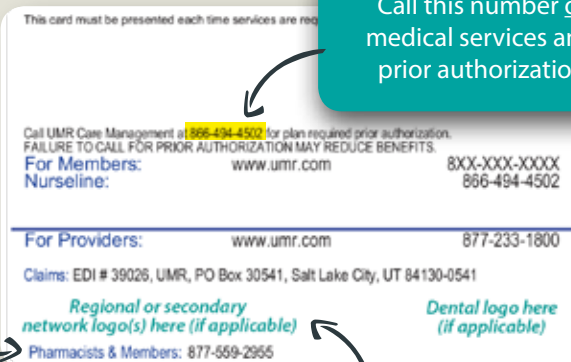 This card must be presented each time services are
Call this number
medical services
prior
Call UMR Care Management at 866-494-4502 for plan required prior authorization.
FAILURE TO CALL FOR PRIOR AUTHORIZATION MAY REDUCE BENEFITS.
For Members: www.umr.com 8XX-XXX-XXXX
Nurseline: 866-494-4502
For Providers: www.umr.com 877-233-1800
Claims: EDI # 39026, UMR, PO Box 30541, Salt Lake City, UT 84130-0541
Regional or secondary
network logo(s) here (if applicable)
Dental logo here
(if applicable)
Pharmacists & Members: 877-559-2955